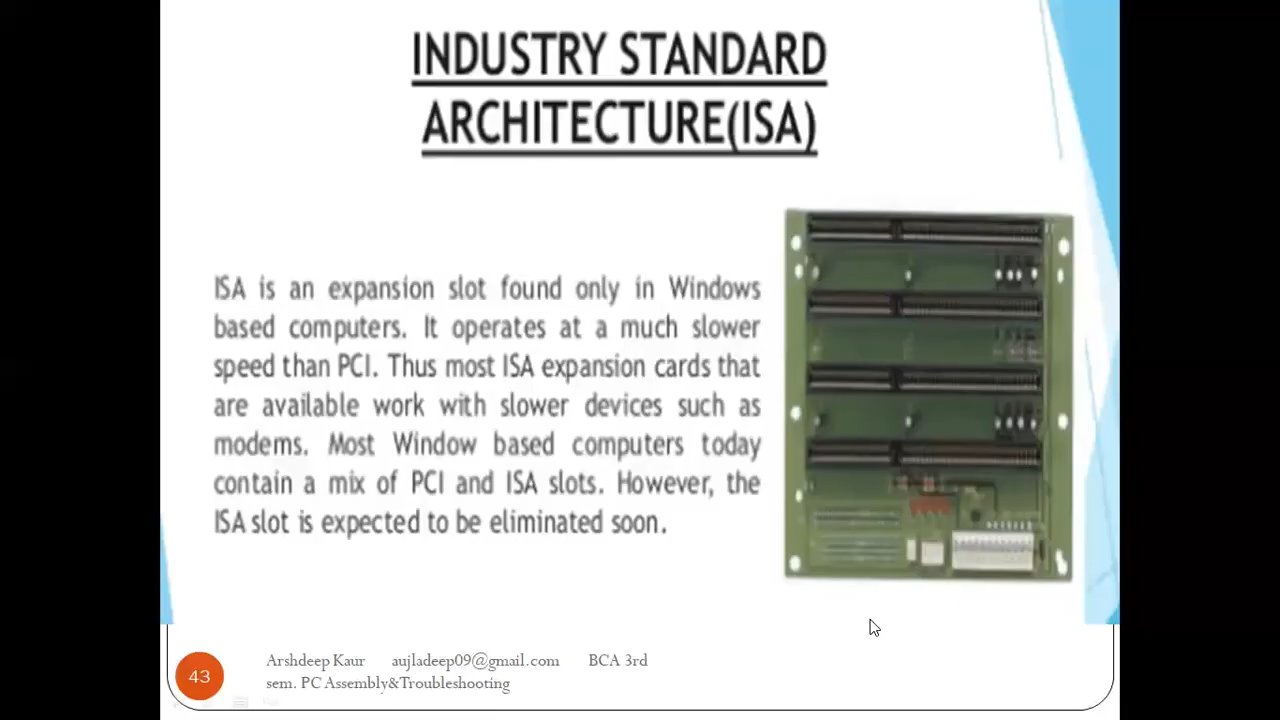 INDUSTRY STANDARD
ARCHITECTURE(ISA)
ISA is an expansion slot found only in Windows
based computers. It operates at a much slower
speed than PCI. Thus most ISA expansion cards that
are available work with slower devices such as
modems. Most Window based computers today
contain a mix of PCI and ISA slots. However, the
ISA slot is expected to be eliminated soon.
43
Arshdeep Kaur aujladeep09@gmail.com BCA 3rd
sem. PC Assembly&Troubleshooting